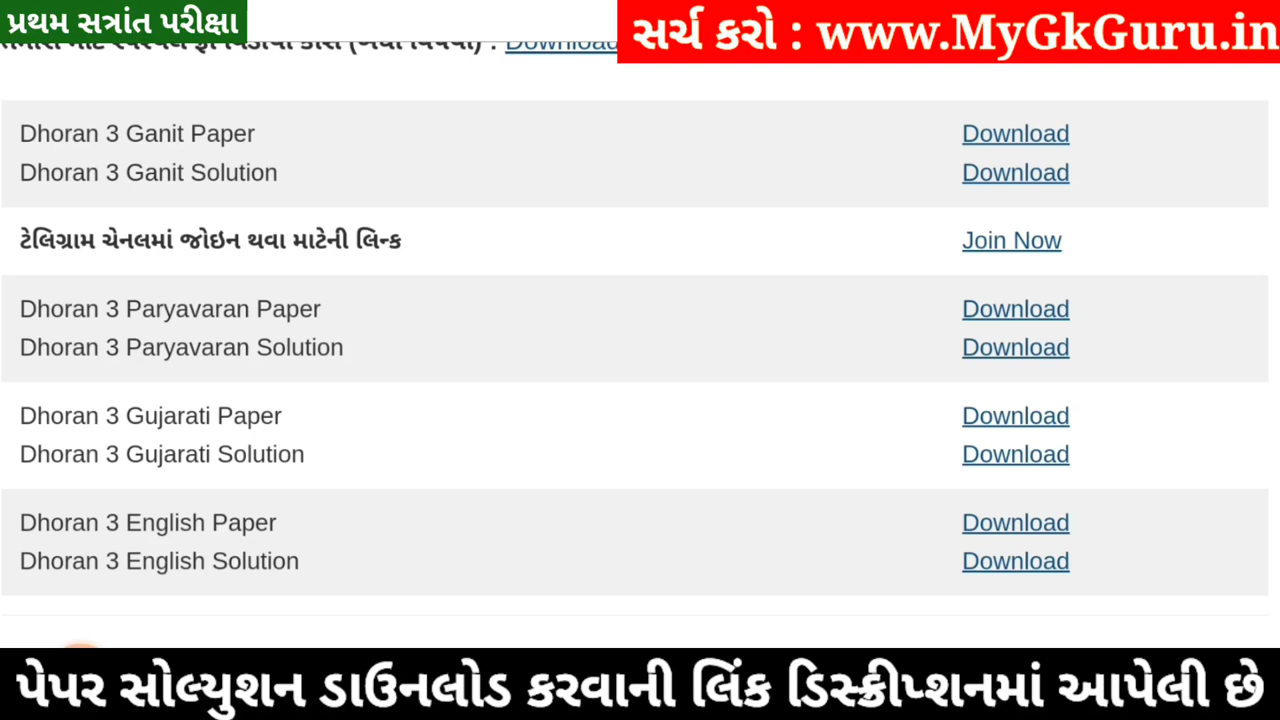 પ્રથમ સત્રાંત પરીક્ષા
સર્ચ કરો : www.MyGkGuru.in
(બધા વિષયો) : Download
Dhoran 3 Ganit Paper Download
Dhoran 3 Ganit Solution Download
ટેલિગ્રામ ચેનલમાં જોઇન થવા માટેની લિન્ક Join Now
Dhoran 3 Paryavaran Paper Download
Dhoran 3 Paryavaran Solution Download
Dhoran 3 Gujarati Paper Download
Dhoran 3 Gujarati Solution Download
Dhoran 3 English Paper Download
Dhoran 3 English Solution Download
પેપર સોલ્યુશન ડાઉનલોડ કરવાની લિંક ડિસ્ક્રીપ્શનમાં આપેલી છે